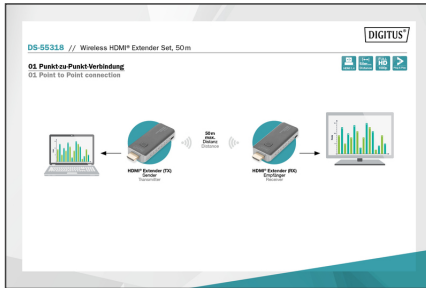 DIGITUS®
DS-55318 // Wireless HDMI® Extender Set, 50m
01 Punkt-zu-Punkt-Verbindung
01 Point to Point connection
HD
50m
max.
Distanz
Distance
HDMI® Extender (TX)
Sender
Transmitter
HDMI® Extender (RX)
Empfänger
Receiver